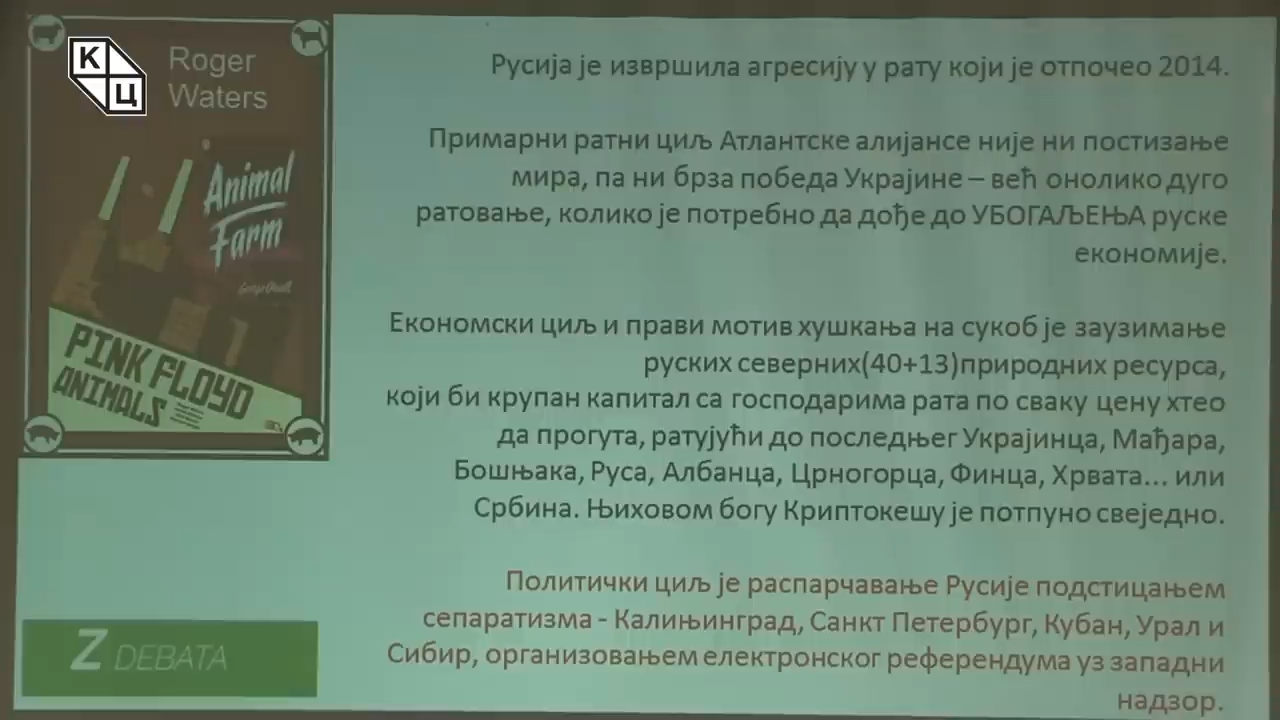 К
Ц
Roger
Waters
Animal
Farm
PINK FLOYD
ANIMALS
Русија је извршила агресију у рату који је отпочео 2014.
Примарни ратни циљ Атлантске алијансе није ни постизање
мира, па ни брза победа Украјине – већ онолико дуго
ратовање, колико је потребно да дође до УБОГАЉЕЊА руске
економије.
Економски циљ и прави мотив хушкања на сукоб је заузимање
руских северних(40+13)природних ресурса,
који би крупан капитал са господарима рата по сваку цену хтео
да прогута, ратујући до последњег Украјинца, Мађара,
Бошњака, Руса, Албанца, Црногорца, Финца, Хрвата... или
Србина. Њиховом богу Криптокешу је потпуно свеједно.
Политички циљ је распарчавање Русије подстицањем
сепаратизма - Калињинград, Санкт Петербург, Кубан, Урал и
Сибир, организовањем електронског референдума уз западни
надзор.
Z DEBATA